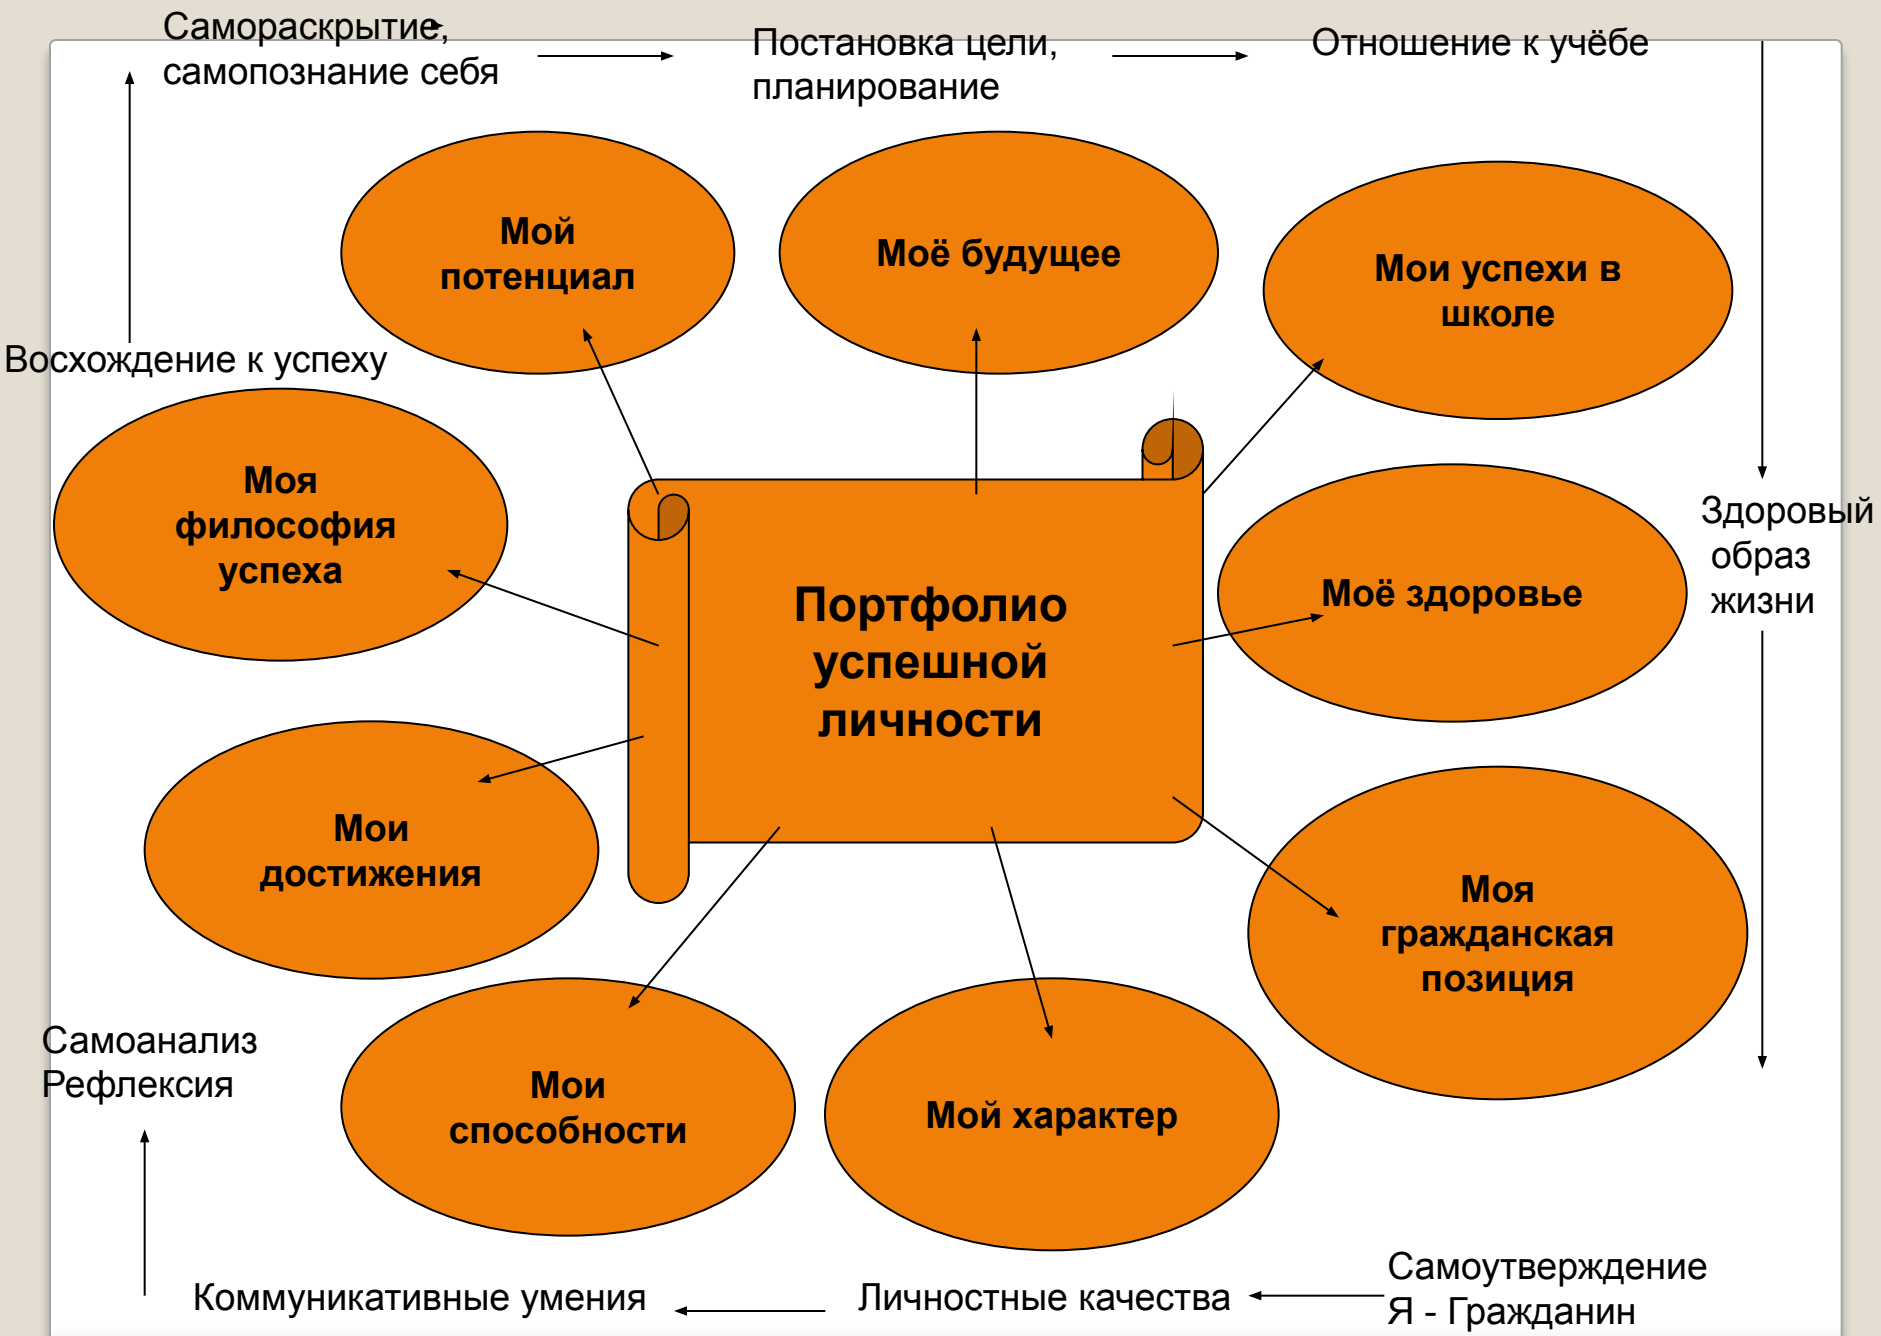 Самораскрытие,
самопознание себя
Постановка цели,
планирование
Отношение к учёбе
Мой
потенциал
Моё будущее
Мои успехи в
школе
Восхождение к успеху
Моя
философия
успеха
Портфолио
успешной
личности
Моё здоровье
Здоровый
образ
жизни
Мои
достижения
Моя
гражданская
позиция
Самоанализ
Рефлексия
Мои
способности
Мой характер
Коммуникативные умения
Личностные качества
Самоутверждение
Я - Гражданин